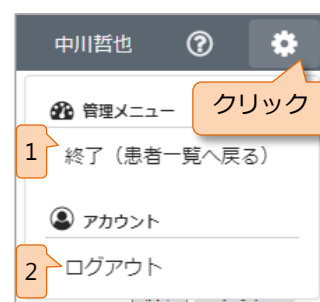 中川哲也
クリック
管理メニュー
1
終了（患者一覧へ戻る）
アカウント
2
ログアウト